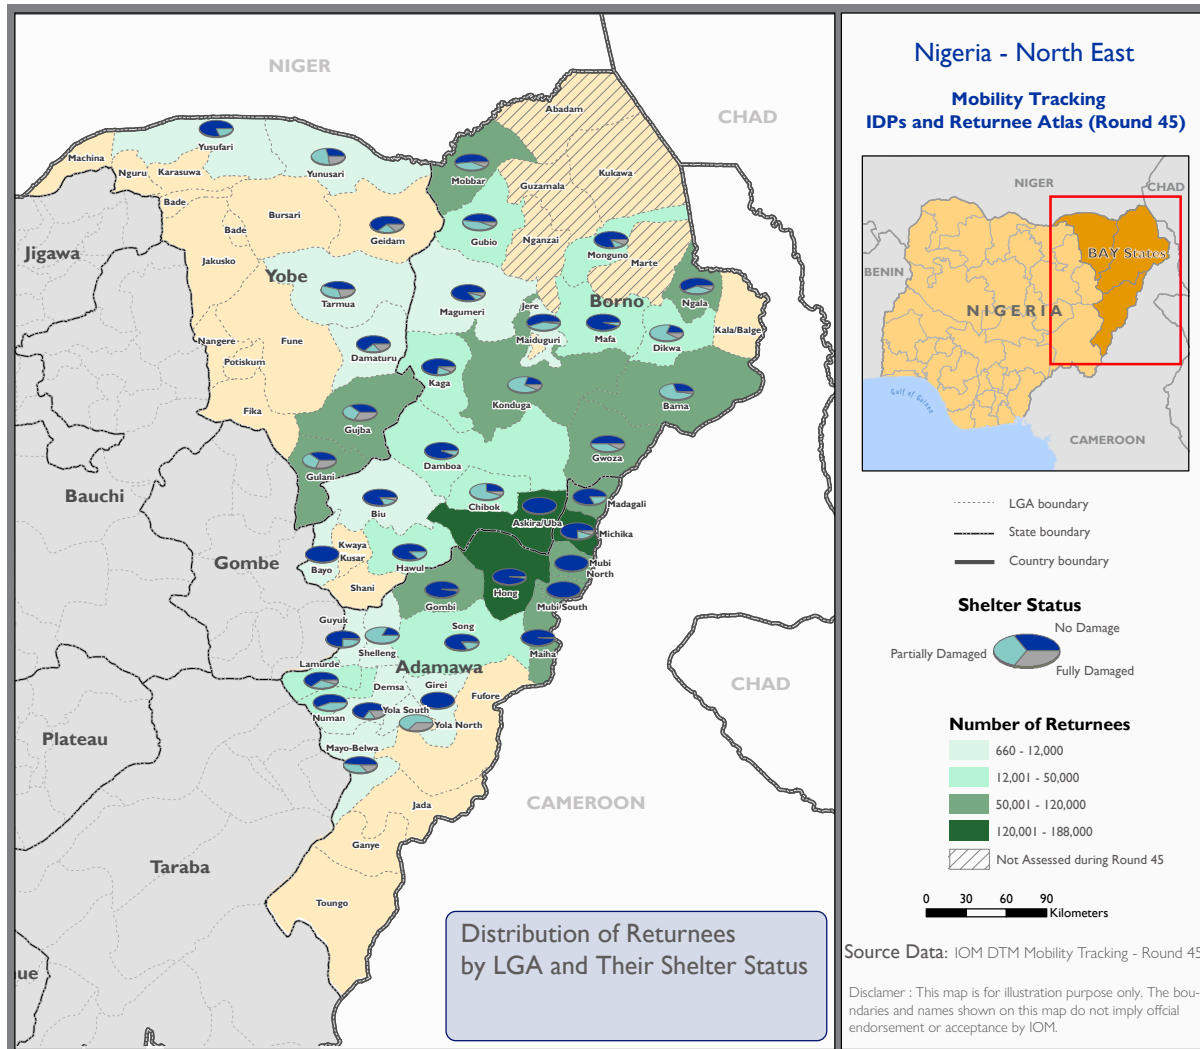 NIGER
CHAD
Abadam
Machina
Yusufari
Nguru
Karasuwa
Yunusari
Mobbar
Kukawa
Guzamala
Bade
Bursari
Bade
Geidam
Gubio
Nganzai
Monguno
Marte
Jigawa
Jakusko
Yobe
Tarmua
Magumeri
Jere
Borno
Ngala
Maiduguri
Mafa
Dikwa
Kala/Balge
Nangere
Fune
Damaturu
Potiskum
Kaga
Konduga
Bama
Fika
Gujba
Gulani
Damboa
Gwoza
Bauchi
Chibok
Biu
Askira/Uba
Madagali
Michika
Kwaya
Kusar
Gombe
Bayo
Hawul
Mubi
North
Shani
Hong
Gombi
Mubi South
Guyuk
Song
Shelleng
Maiha
Lamurde
Adamawa
Demsa
Girei
Fufore
Numan
Yola South
Yola North
CHAD
Plateau
Mayo-Belwa
Jada
CAMEROON
Ganye
Taraba
Toungo
ue
Distribution of Returnees
by LGA and Their Shelter Status
Nigeria - North East
Mobility Tracking
IDPs and Returnee Atlas (Round 45)
NIGER
CHAD
BENIN
BAY States
NIGERIA
Gulf of Guinea
CAMEROON
LGA boundary
State boundary
Country boundary
Shelter Status
No Damage
Partially Damaged
Fully Damaged
Number of Returnees
660 - 12,000
12,001 - 50,000
50,001 - 120,000
120,001 - 188,000
Not Assessed during Round 45
0 30 60 90
Kilometers
Source Data: IOM DTM Mobility Tracking - Round 45
Disclamer : This map is for illustration purpose only. The bou-
ndaries and names shown on this map do not imply offcial
endorsement or acceptance by IOM.